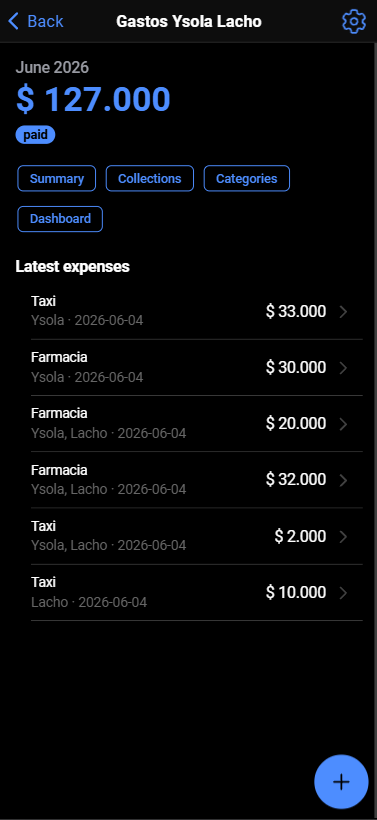 Back
Gastos Ysola Lacho
June 2026
$ 127.000
paid
Summary
Collections
Categories
Dashboard
Latest expenses
Taxi
Ysola · 2026-06-04
$ 33.000
Farmacia
Ysola · 2026-06-04
$ 30.000
Farmacia
Ysola, Lacho · 2026-06-04
$ 20.000
Farmacia
Ysola, Lacho · 2026-06-04
$ 32.000
Taxi
Ysola, Lacho · 2026-06-04
$ 2.000
Taxi
Lacho · 2026-06-04
$ 10.000
+